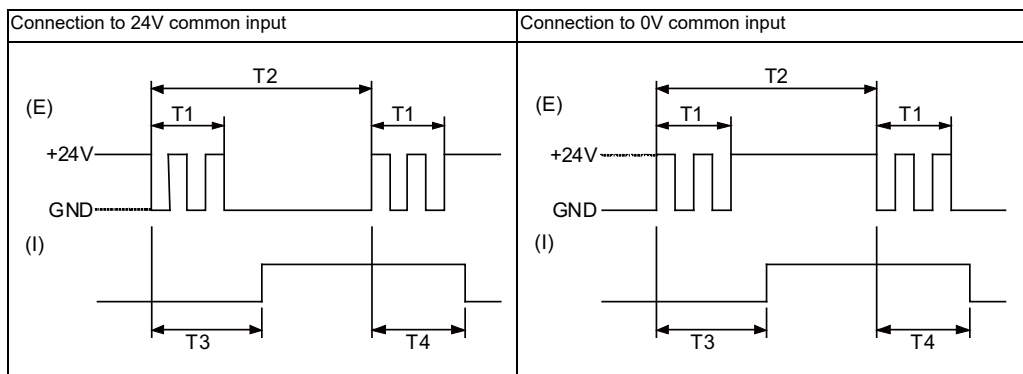 Connection to 24V common input
T2
(E)
T1
T1
+24V
GND
(I)
T3
T4
Connection to 0V common input
T2
(E)
T1
T1
+24V
GND
(I)
T3
T4